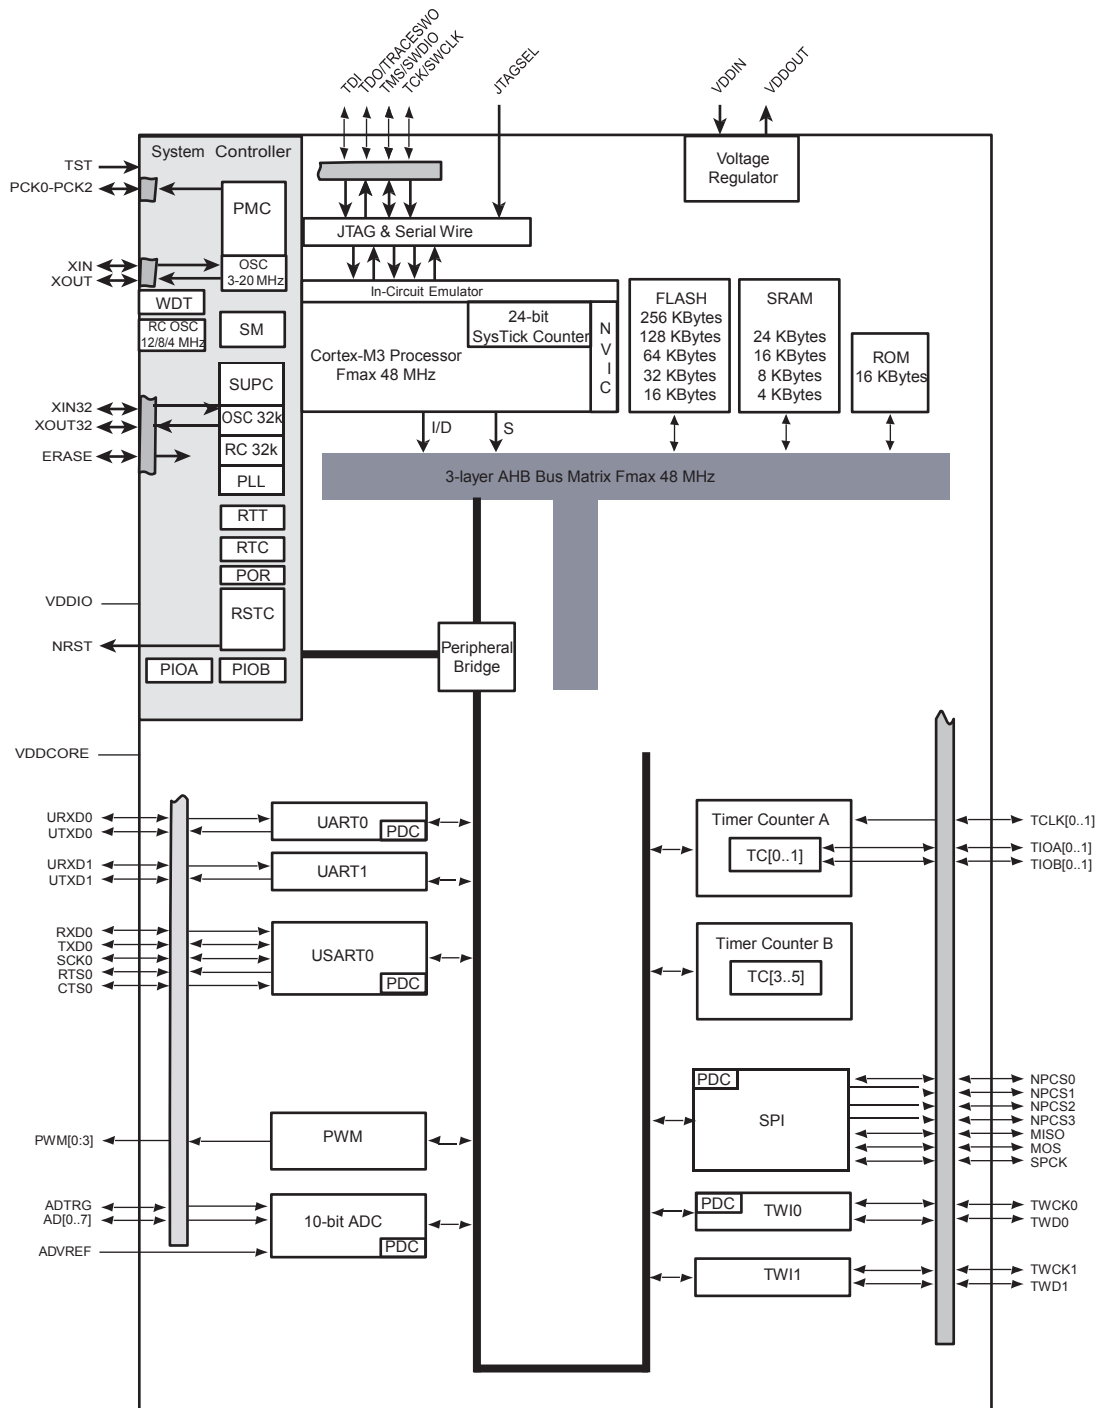 TDI
TDO/TRACESWO
TMS/SWDIO
TCK/SWCLK
JTAGSEL
VDDIN
VDDOUT
System Controller
TST
PCK0-PCK2
PMC
XIN
XOUT
OSC
3-20 MHz
WDT
RC OSC
12/8/4 MHz
SM
SUPC
XIN32
XOUT32
OSC 32k
ERASE
RC 32k
PLL
RTT
RTC
POR
VDDIO
RSTC
NRST
PIOA
PIOB
Voltage
Regulator
JTAG & Serial Wire
In-Circuit Emulator
24-bit
SysTick Counter
Cortex-M3 Processor
Fmax 48 MHz
N
V
I
C
FLASH
256 KBytes
128 KBytes
64 KBytes
32 KBytes
16 KBytes
SRAM
24 KBytes
16 KBytes
8 KBytes
4 KBytes
ROM
16 KBytes
I/D
S
3-layer AHB Bus Matrix Fmax 48 MHz
Peripheral
Bridge
VDDCORE
URXD0
UTXD0
UART0
PDC
URXD1
UTXD1
UART1
RXD0
TXD0
SCK0
RTS0
CTS0
USART0
PDC
PWM[0:3]
PWM
ADTRG
AD[0..7]
ADVREF
10-bit ADC
PDC
Timer Counter A
TC[0..1]
TCLK[0..1]
TIOA[0..1]
TIOB[0..1]
Timer Counter B
TC[3..5]
PDC
SPI
NPCS0
NPCS1
NPCS2
NPCS3
MISO
MOS
SPCK
PDC
TWI0
TWCK0
TWD0
TWI1
TWCK1
TWD1